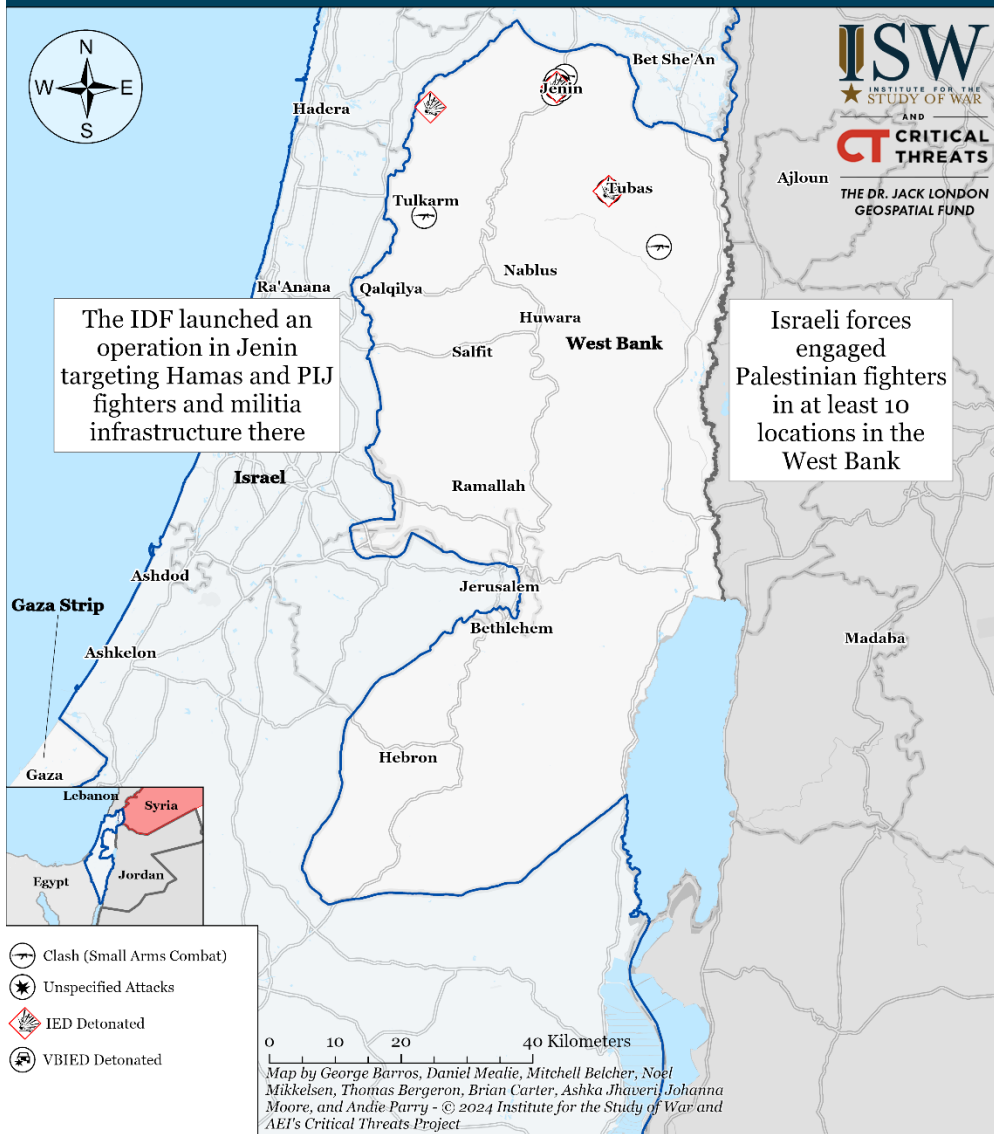 N
W
E
S
ISW
INSTITUTE FOR THE
STUDY OF WAR
AND
CT CRITICAL
THREATS
THE DR. JACK LONDON
GEOSPATIAL FUND
Bet She'An
Hadera
Jenin
Ajloun
Tubas
Tulkarm
Nablus
Ra'Anana
Qalqilya
Huwara
West Bank
Salfit
The IDF launched an
operation in Jenin
targeting Hamas and PIJ
fighters and militia
infrastructure there
Israeli forces
engaged
Palestinian fighters
in at least 10
locations in the
West Bank
Israel
Ramallah
Ashdod
Jerusalem
Gaza Strip
Bethlehem
Madaba
Ashkelon
Hebron
Gaza
Lebanon
Syria
Egypt
Jordan
Clash (Small Arms Combat)
Unspecified Attacks
IED Detonated
VBIED Detonated
0 10 20 40 Kilometers
Map by George Barros, Daniel Mealie, Mitchell Belcher, Noel
Mikkelsen, Thomas Bergeron, Brian Carter, Ashka Jhaveri, Johanna
Moore, and Andie Parry - © 2024 Institute for the Study of War and
AEI's Critical Threats Project